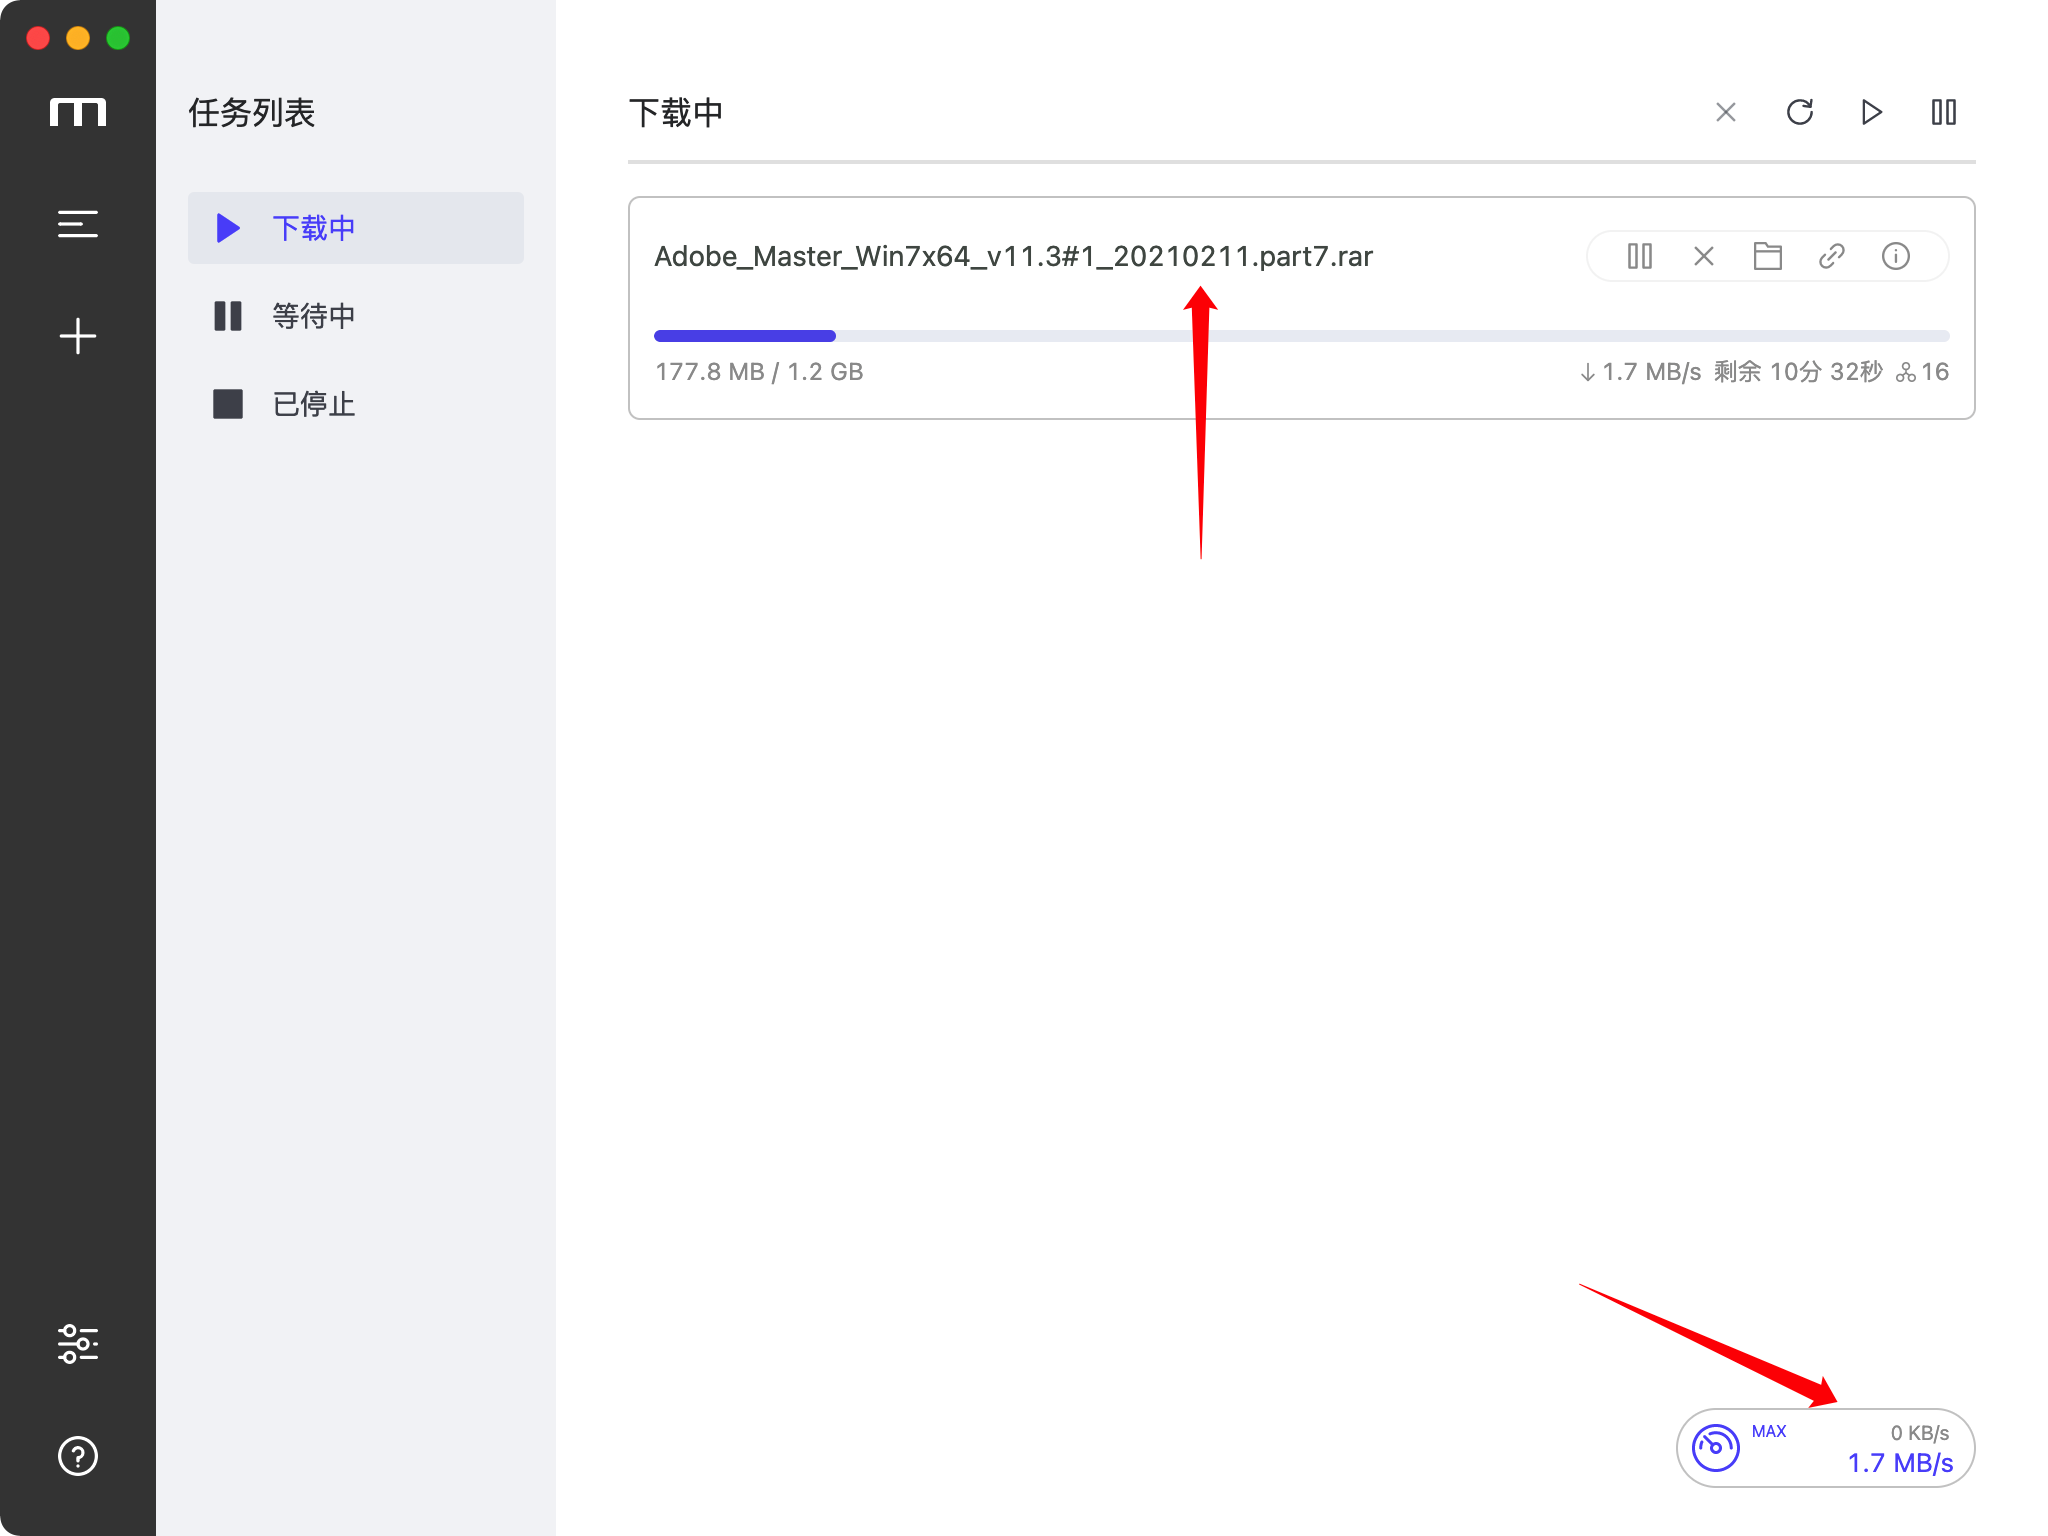 任务列表
下载中
等待中
已停止
下载中
Adobe_Master_Win7x64_v11.3#1_20210211.part7.rar
177.8 MB / 1.2 GB
↓ 1.7 MB/s 剩余 10分 32秒 16
MAX
0 KB/s
1.7 MB/s